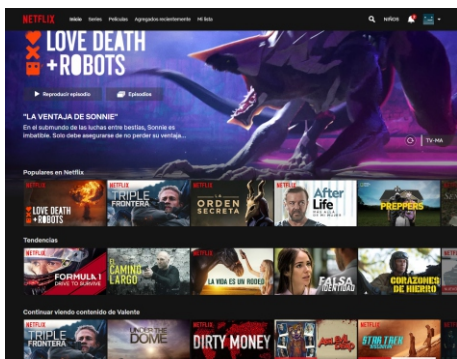 NETFLIX Inicio Series Películas Agregados recientemente Mi lista NIÑOS
LOVE DEATH
+ROBOTS
Reproducir episodio Episodios
"LA VENTAJA DE SONNIE"
En el submundo de las luchas entre bestias, Sonnie es
imbatible. Solo debe asegurarse de no perder su ventaja...
TV-MA
Populares en Netflix
NETFLIX
LOVE DEATH
+ROBOTS
NETFLIX
TRIPLE
FRONTERA
NETFLIX
LA
ORDEN
SECRETA
NETFLIX
After
Life
PREPPERS
Tendencias
NETFLIX
FORMULA 1
DRIVE TO SURVIVE
EL
CAMINO
LARGO
NETFLIX
LA VIDA ES UN RODEO
FALSA
IDENTIDAD
CORAZONES
DE HIERRO
Continuar viendo contenido de Valente
NETFLIX
TRIPLE
FRONTERA
UNDER THE
DOME
NETFLIX
DIRTY MONEY
NETFLIX
STAR TREK